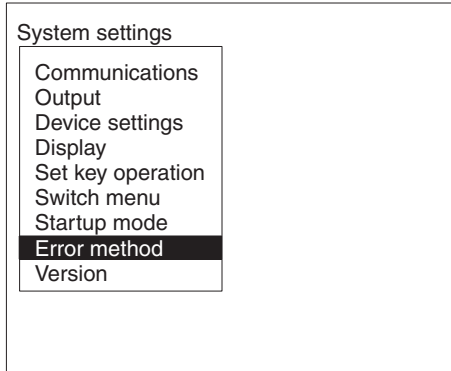 System settings
Communications
Output
Device settings
Display
Set key operation
Switch menu
Startup mode
Error method
Version